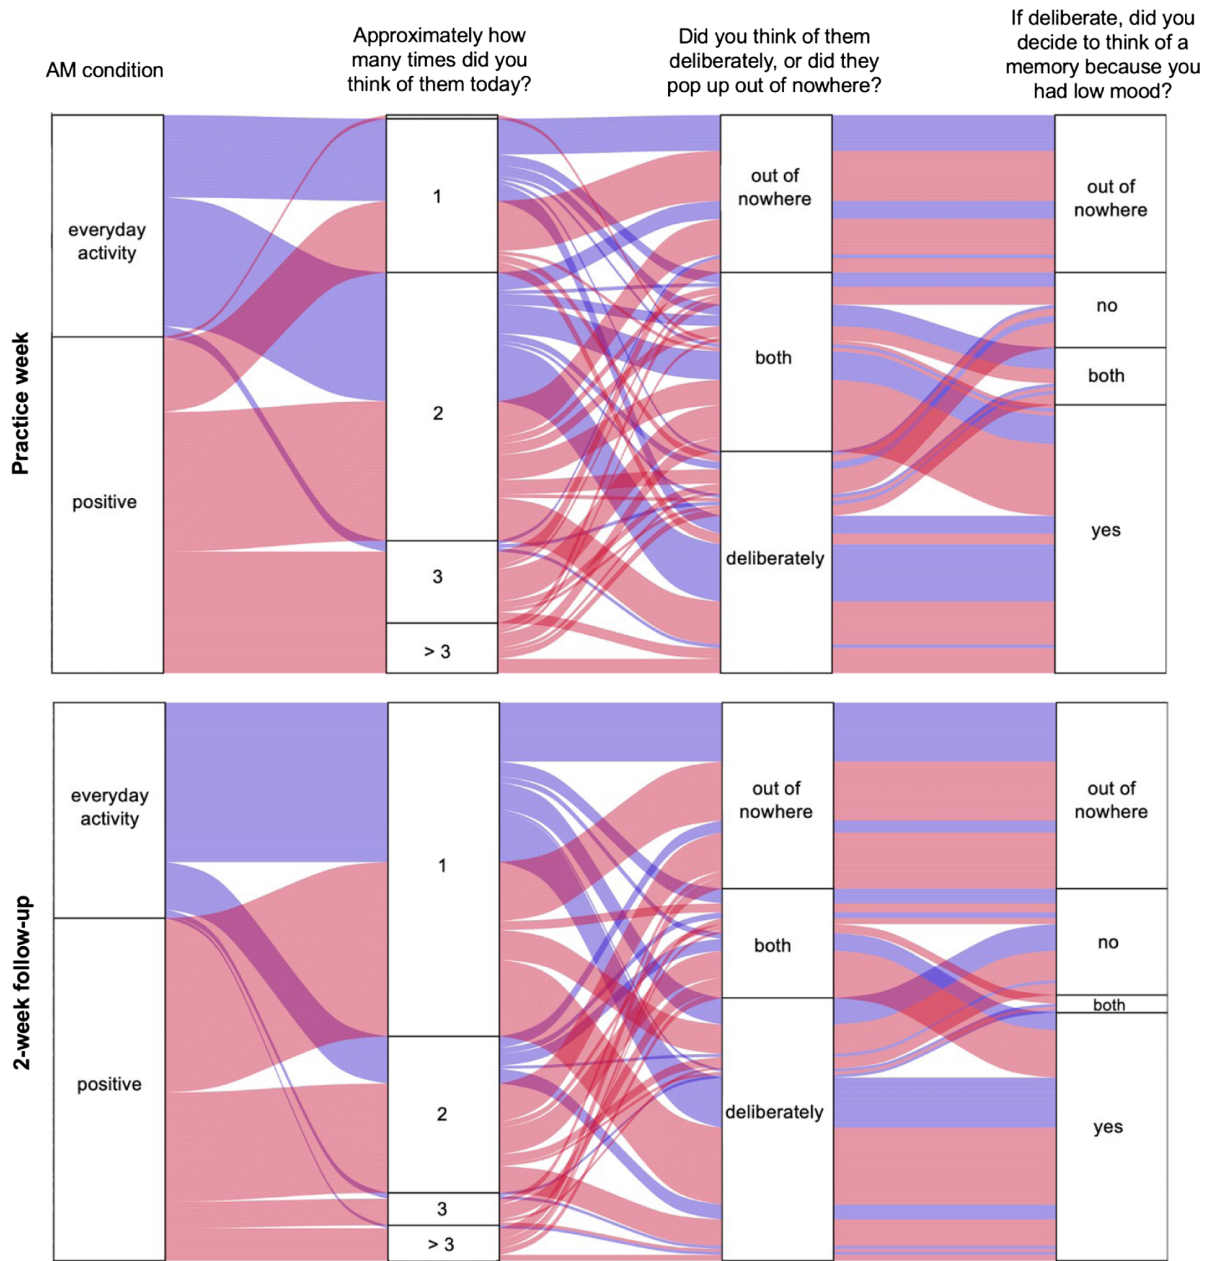 AM condition
Approximately how
many times did you
think of them today?
Did you think of them
deliberately, or did they
pop up out of nowhere?
If deliberate, did you
decide to think of a
memory because you
had low mood?
Practice week
everyday
activity
positive
1
2
3
> 3
out of
nowhere
both
deliberately
out of
nowhere
no
both
yes
2-week follow-up
everyday
activity
positive
1
2
3
> 3
out of
nowhere
both
deliberately
out of
nowhere
no
both
yes